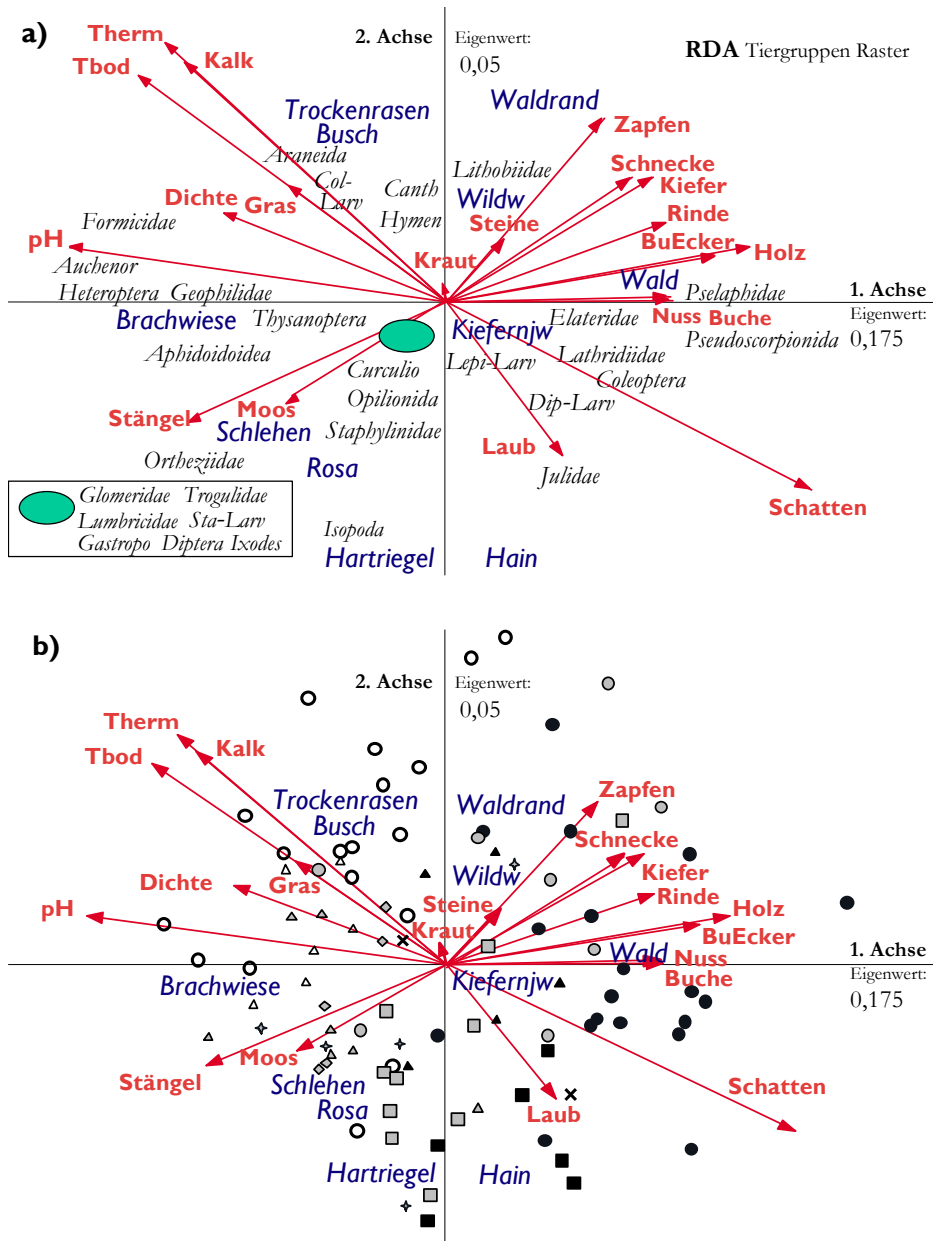 a)
Therm
Tbod
Kalk
2. Achse
Eigenwert:
0,05
RDA Tiergruppen Raster
Waldrand
Trockenrasen
Busch
Zapfen
Araneida
Col-
Larv
Canth
Hymen
Lithobiidae
Wildw
Steine
Schnecke
Kiefer
Rinde
Dichte
Gras
Formicidae
pH
Auchenor
BuEcker
Holz
Kraut
Wald
Heteroptera Geophilidae
Pselaphidae
1. Achse
Eigenwert:
0,175
Brachwiese
Thysanoptera
Kiefernjw
Elateridae
Nuss Buche
Pseudoscorpionida
Aphidoidoidea
Curculio
Lepi-Larv
Lathridiidae
Coleoptera
Opilionida
Dip-Larv
Stängel
Moos
Schlehen
Staphylinidae
Laub
Ortheziidae
Rosa
Julidae
Schatten
Glomeridae Trogulidae
Lumbricidae Sta-Larv
Gastropo Diptera Ixodes
Isopoda
Hartriegel
Hain
b)
2. Achse
Eigenwert:
0,05
Therm
Tbod
Kalk
Trockenrasen
Busch
Waldrand
Zapfen
Schnecke
Kiefer
Wildw
Dichte
Gras
Rinde
pH
Steine
Kraut
Holz
BuEcker
Wald
Nuss
Buche
1. Achse
Eigenwert:
0,175
Brachwiese
Kiefernjw
Stängel
Moos
Schlehen
Rosa
Laub
Schatten
Hartriegel
Hain